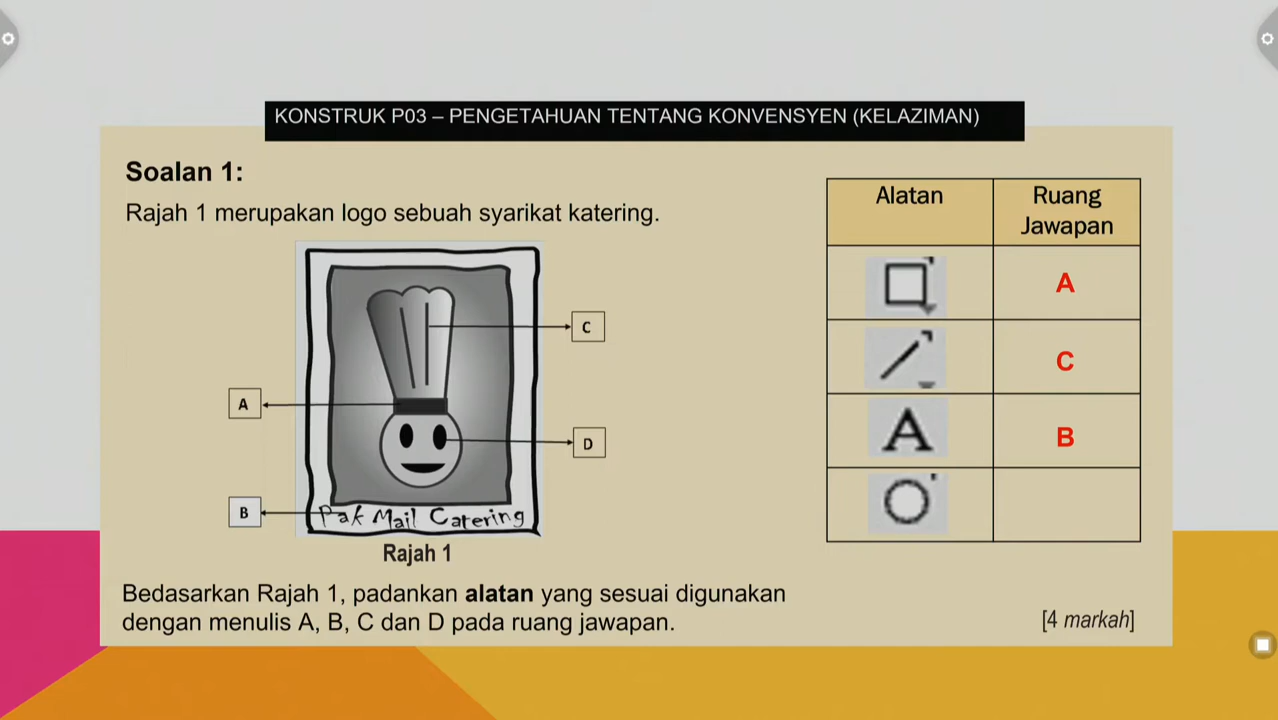 KONSTRUK P03 – PENGETAHUAN TENTANG KONVENSYEN (KELAZIMAN)
Soalan 1:
Rajah 1 merupakan logo sebuah syarikat katering.
C
A
D
B
Pak Mail Catering
Rajah 1
Bedasarkan Rajah 1, padankan alatan yang sesuai digunakan
dengan menulis A, B, C dan D pada ruang jawapan.
Alatan
Ruang
Jawapan
A
C
A
B
[4 markah]